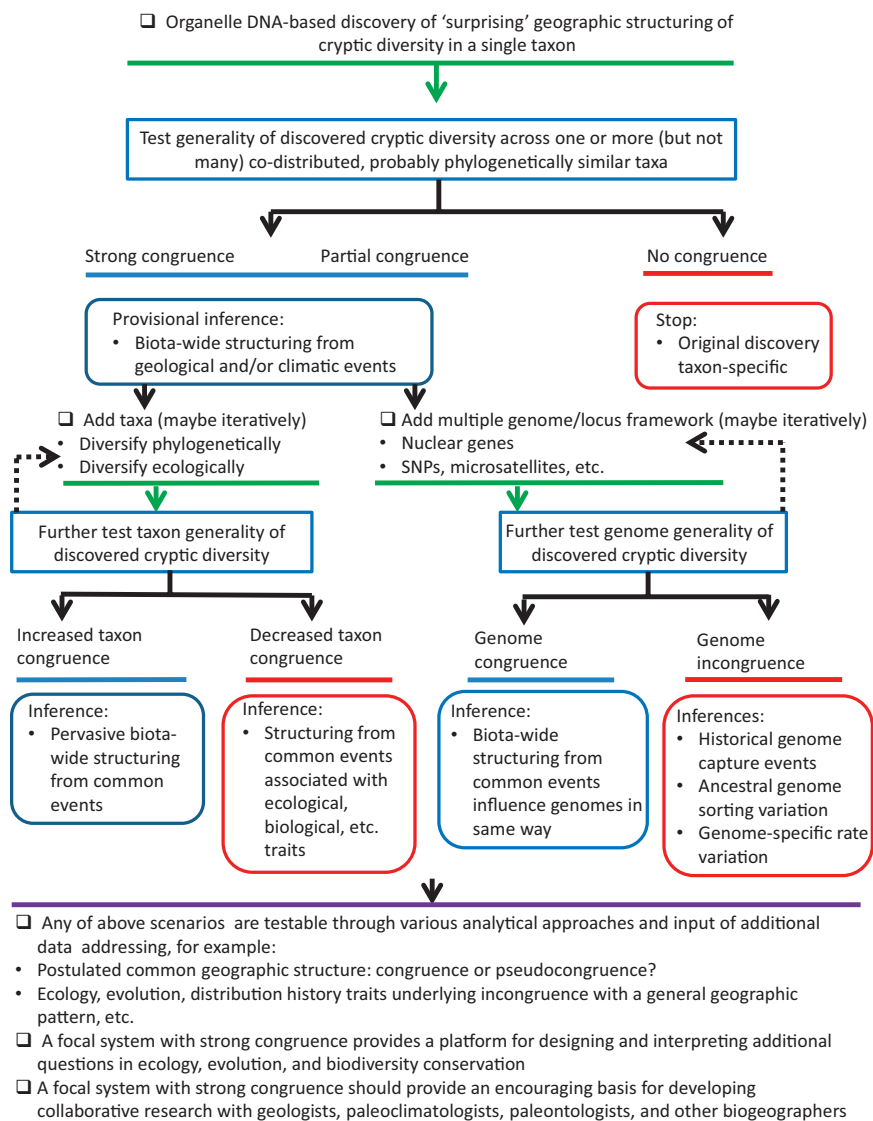 ❑ Organelle DNA-based discovery of ‘surprising’ geographic structuring of
cryptic diversity in a single taxon
Test generality of discovered cryptic diversity across one or more (but not
many) co-distributed, probably phylogenetically similar taxa
Strong congruence
Partial congruence
No congruence
Provisional inference:
• Biota-wide structuring from
geological and/or climatic events
Stop:
• Original discovery
taxon-specific
❑ Add taxa (maybe iteratively)
• Diversify phylogenetically
• Diversify ecologically
❑ Add multiple genome/locus framework (maybe iteratively)
• Nuclear genes
• SNPs, microsatellites, etc.
Further test taxon generality of
discovered cryptic diversity
Further test genome generality of
discovered cryptic diversity
Increased taxon
congruence
Decreased taxon
congruence
Genome
congruence
Genome
incongruence
Inference:
• Pervasive biota-
wide structuring
from common
events
Inference:
• Structuring from
common events
associated with
ecological,
biological, etc.
traits
Inference:
• Biota-wide
structuring from
common events
influence genomes in
same way
Inferences:
• Historical genome
capture events
• Ancestral genome
sorting variation
• Genome-specific rate
variation
❑ Any of above scenarios are testable through various analytical approaches and input of additional
data addressing, for example:
• Postulated common geographic structure: congruence or pseudocongruence?
• Ecology, evolution, distribution history traits underlying incongruence with a general geographic
pattern, etc.
❑ A focal system with strong congruence provides a platform for designing and interpreting additional
questions in ecology, evolution, and biodiversity conservation
❑ A focal system with strong congruence should provide an encouraging basis for developing
collaborative research with geologists, paleoclimatologists, paleontologists, and other biogeographers